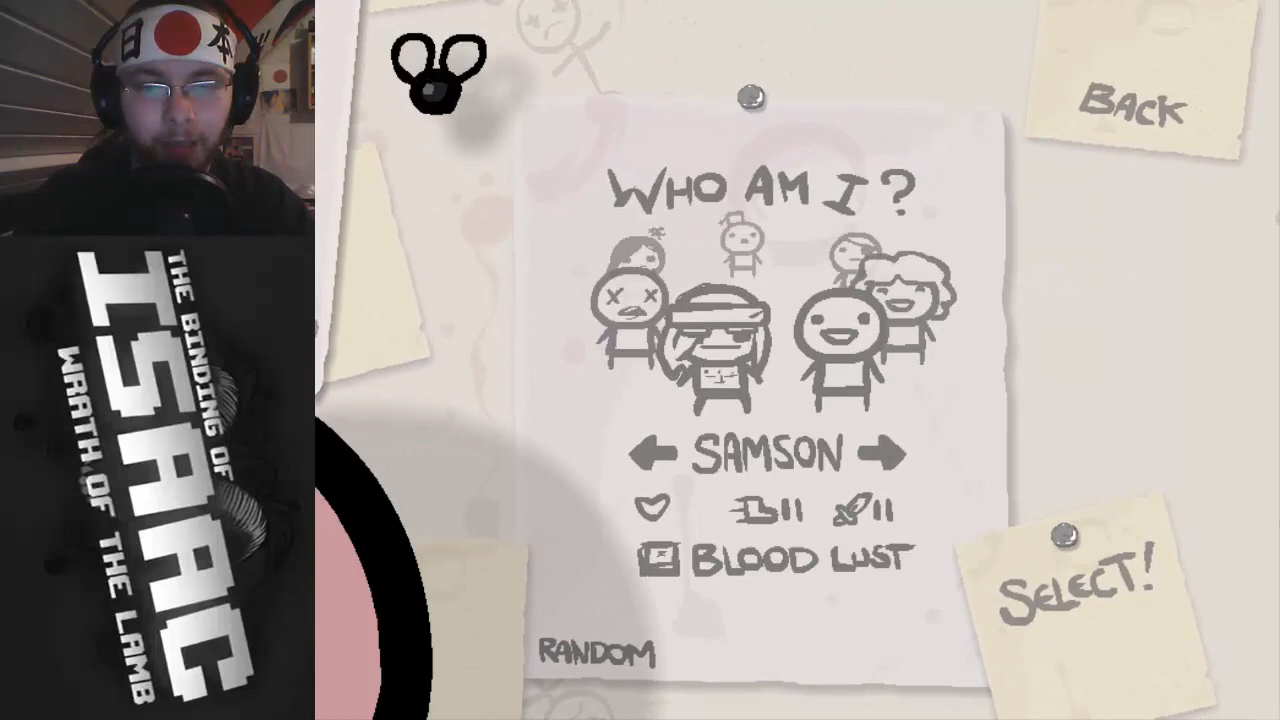 日本
THE BINDING OF
ISAAC
WRATH OF THE LAMB
BACK
WHO AM I?
SAMSON
BLOOD LUST
SELECT!
RANDOM